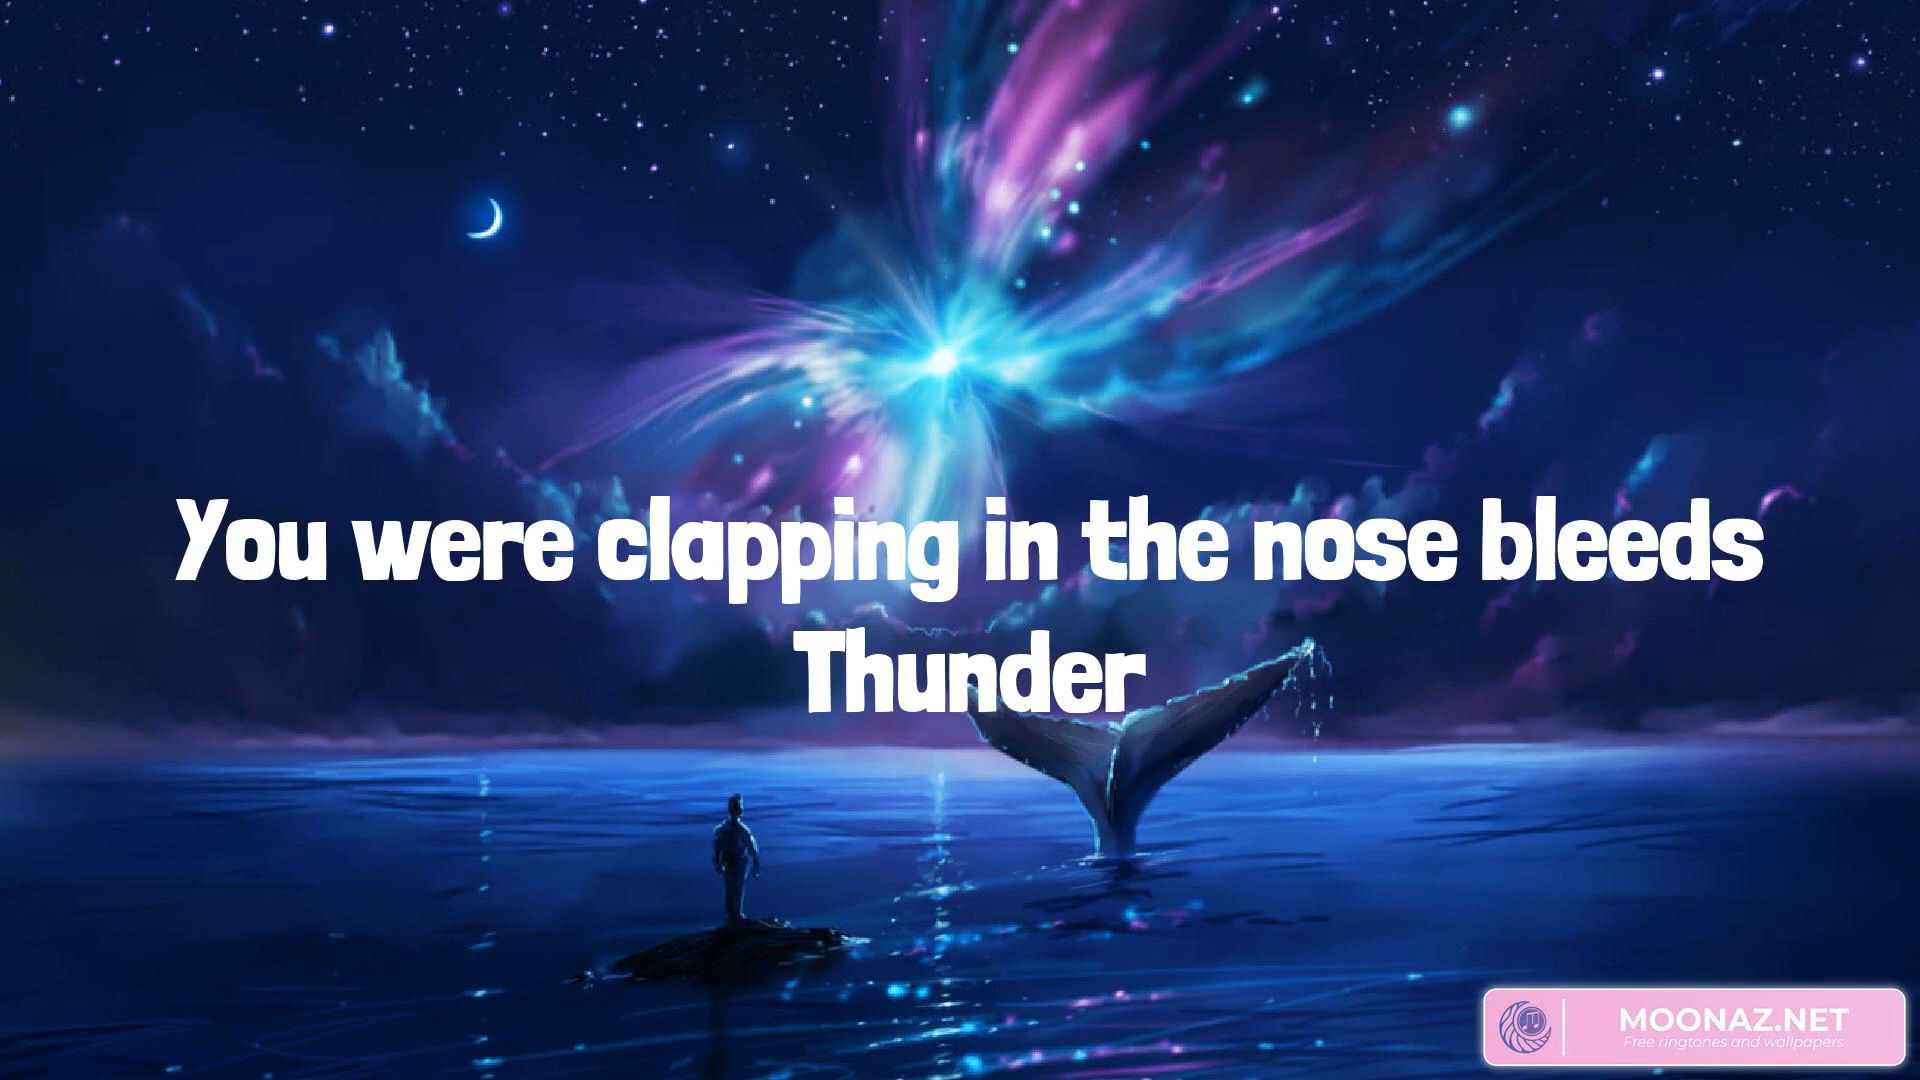 You were clapping in the nose bleeds
Thunder
MOONAZ.NET
Free ringtones and wallpapers